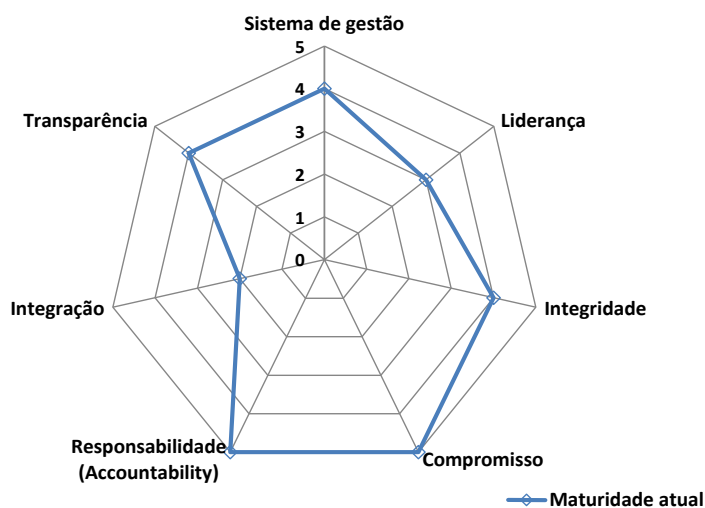 Sistema de gestão
5
4
3
2
1
0
Liderança
Integridade
Compromisso
Responsabilidade
(Accountability)
Integração
Transparência
Maturidade atual